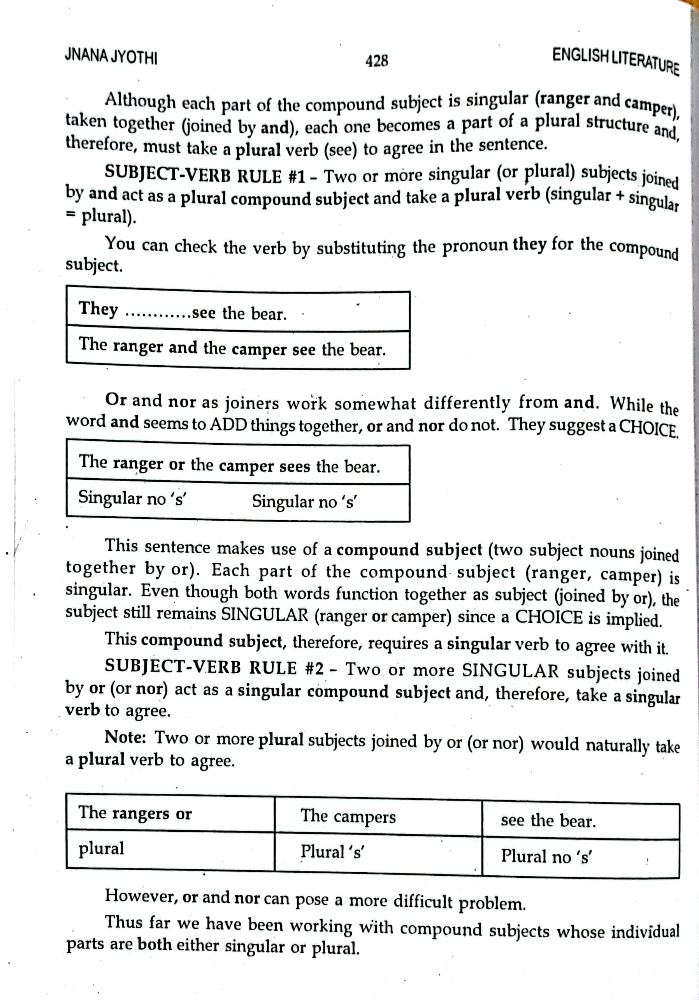 JNANA JYOTHI 428 ENGLISH LITERATURE
Although each part of the compound subject is singular (ranger and camper),
taken together (joined by and), each one becomes a part of a plural structure and,
therefore, must take a plural verb (see) to agree in the sentence.
SUBJECT-VERB RULE #1 – Two or more singular (or plural) subjects joined
by and act as a plural compound subject and take a plural verb (singular + singular
= plural).
You can check the verb by substituting the pronoun they for the compound
subject.
They ............see the bear.
The ranger and the camper see the bear.
Or and nor as joiners work somewhat differently from and. While the
word and seems to ADD things together, or and nor do not. They suggest a CHOICE.
The ranger or the camper sees the bear.
Singular no ‘s’ Singular no ‘s’
This sentence makes use of a compound subject (two subject nouns joined
together by or). Each part of the compound subject (ranger, camper) is
singular. Even though both words function together as subject (joined by or), the
subject still remains SINGULAR (ranger or camper) since a CHOICE is implied.
This compound subject, therefore, requires a singular verb to agree with it.
SUBJECT-VERB RULE #2 – Two or more SINGULAR subjects joined
by or (or nor) act as a singular compound subject and, therefore, take a singular
verb to agree.
Note: Two or more plural subjects joined by or (or nor) would naturally take
a plural verb to agree.
The rangers or The campers see the bear.
plural Plural ‘s’ Plural no ‘s’
However, or and nor can pose a more difficult problem.
Thus far we have been working with compound subjects whose individual
parts are both either singular or plural.